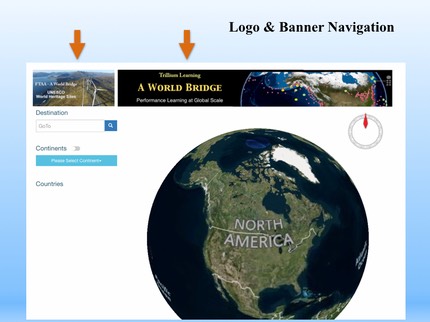 Logo & Banner Navigation
ETSA - A World Bridge
UNESCO
World Heritage Sites
Trillium Learning
A WORLD BRIDGE
Performance Learning at Global Scale
Destination
GoTo
Continents
Please Select Continent
Countries
NORTH
AMERICA